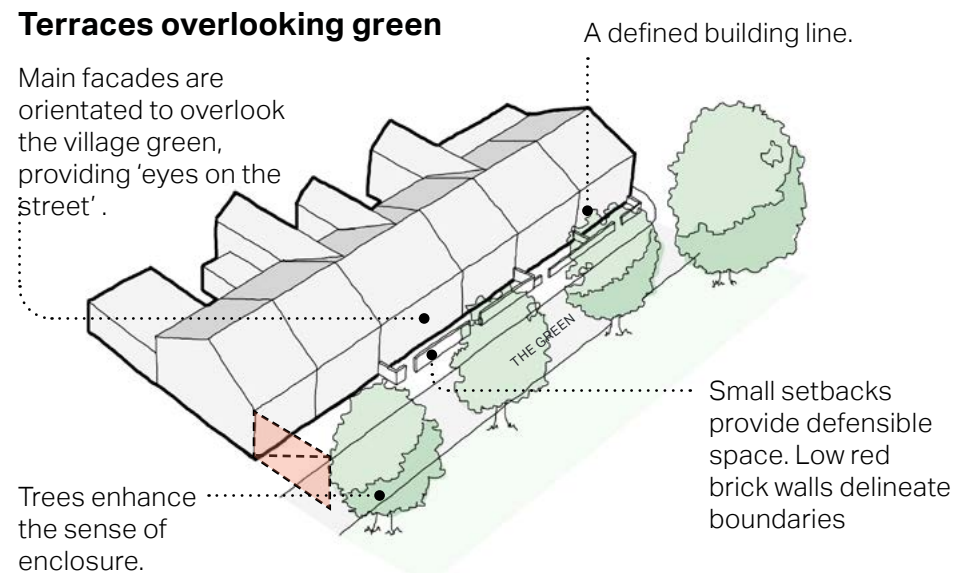 Terraces overlooking green
A defined building line.
Main facades are
orientated to overlook
the village green,
providing ‘eyes on the
street’ .
THE GREEN
Small setbacks
provide defensible
space. Low red
brick walls delineate
boundaries
Trees enhance
the sense of
enclosure.